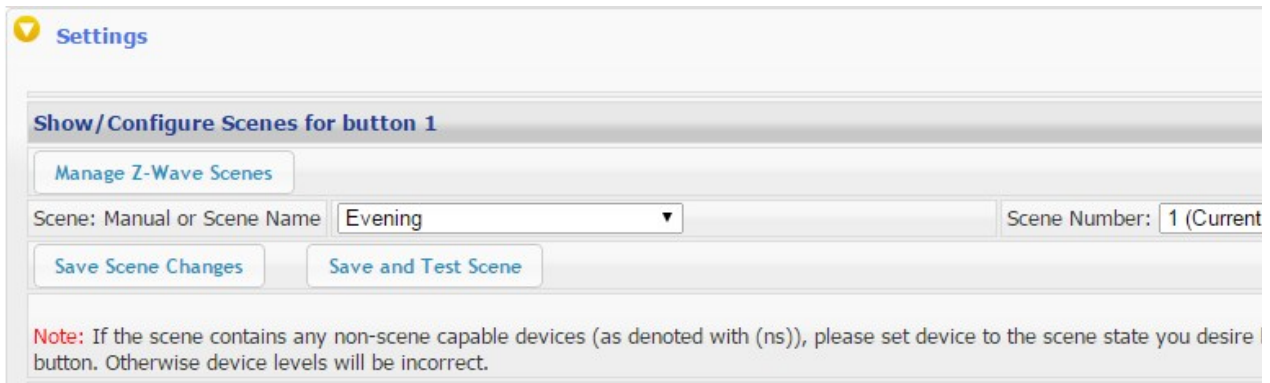 Settings
Show/Configure Scenes for button 1
Manage Z-Wave Scenes
Scene: Manual or Scene Name Evening Scene Number: 1 (Current
Save Scene Changes Save and Test Scene
Note: If the scene contains any non-scene capable devices (as denoted with (ns)), please set device to the scene state you desire
button. Otherwise device levels will be incorrect.